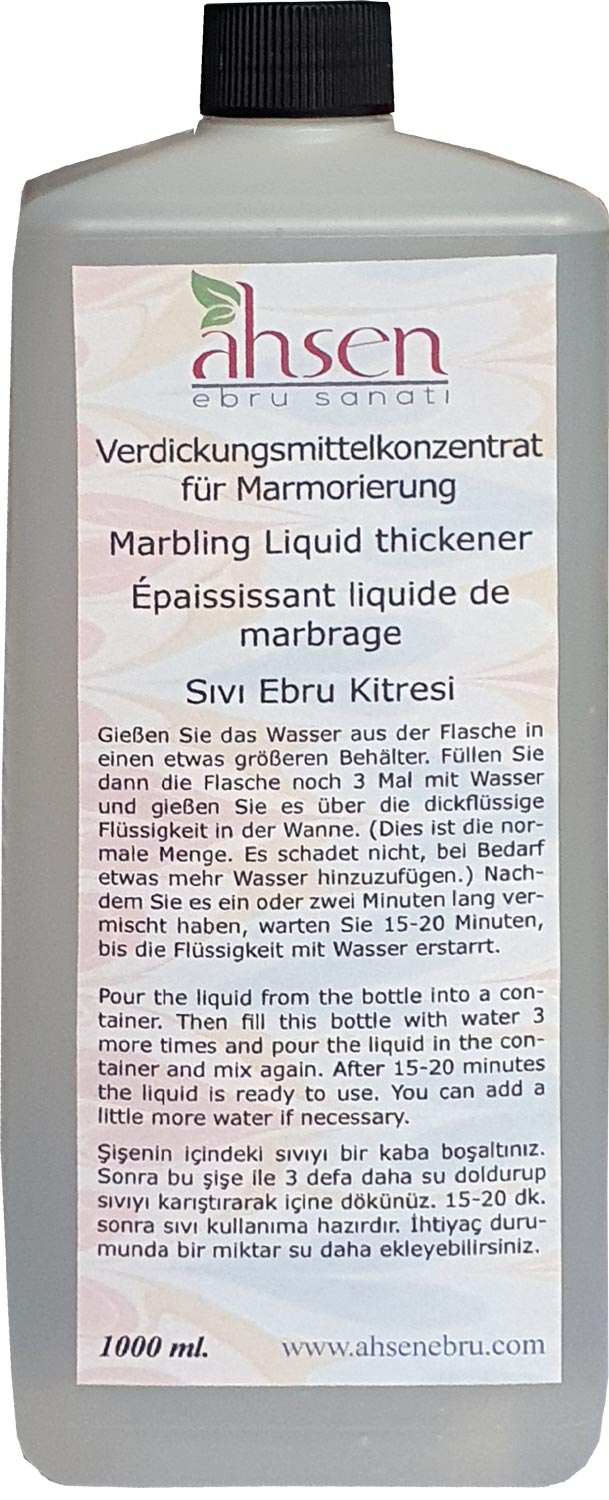 ahsen
ebru sanatı
Verdickungsmittelkonzentrat
für Marmorierung
Marbling Liquid thickener
Épaississant liquide de
marbrage
Sıvı Ebru Kitresi
Gießen Sie das Wasser aus der Flasche in
einen etwas größeren Behälter. Füllen Sie
dann die Flasche noch 3 Mal mit Wasser
und gießen Sie es über die dickflüssige
Flüssigkeit in der Wanne. (Dies ist die nor-
male Menge. Es schadet nicht, bei Bedarf
etwas mehr Wasser hinzuzufügen.) Nach-
dem Sie es ein oder zwei Minuten lang ver-
mischt haben, warten Sie 15-20 Minuten,
bis die Flüssigkeit mit Wasser erstarrt.
Pour the liquid from the bottle into a con-
tainer. Then fill this bottle with water 3
more times and pour the liquid in the con-
tainer and mix again. After 15-20 minutes
the liquid is ready to use. You can add a
little more water if necessary.
Şişenin içindeki sıvıyı bir kaba boşaltınız.
Sonra bu şişe ile 3 defa daha su doldurup
sıvıyı karıştırarak içine dökünüz. 15-20 dk.
sonra sıvı kullanıma hazırdır. İhtiyaç duru-
munda bir miktar su daha ekleyebilirsiniz.
1000 ml. www.ahsenebru.com